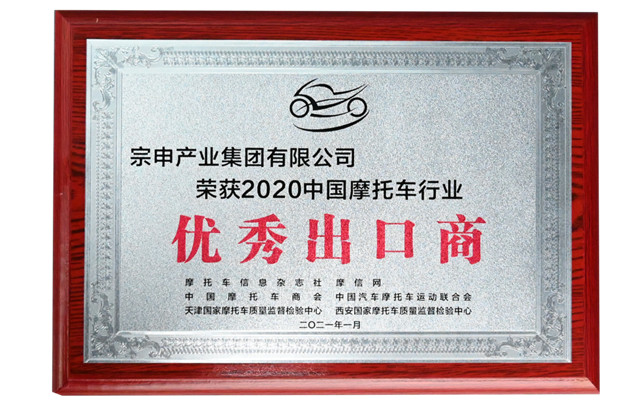 宗申产业集团有限公司
荣获2020中国摩托车行业
优秀出口商
摩托车信息杂志社 摩信网
中国摩托车商会 中国汽车摩托车运动联合会
天津国家摩托车质量监督检验中心 西安国家摩托车质量监督检验中心
二〇二一年一月